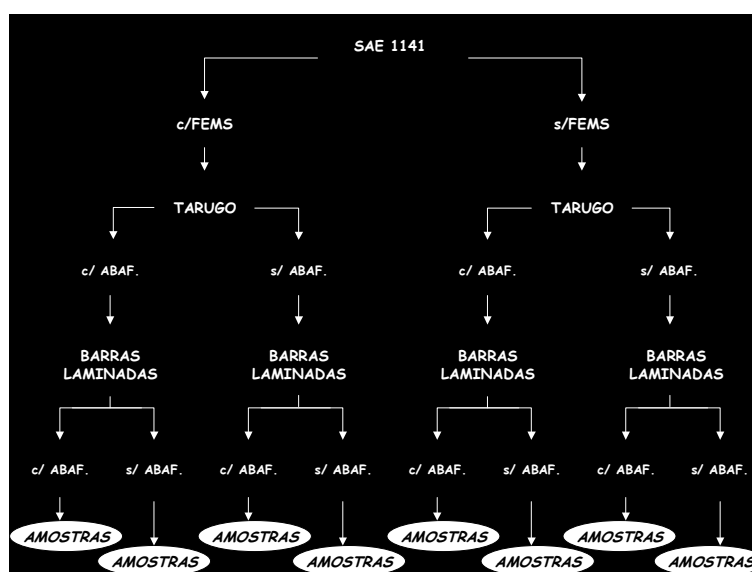 SAE 1141
c/FEMS s/FEMS
TARUGO TARUGO
c/ ABAF. s/ ABAF. c/ ABAF. s/ ABAF.
BARRAS BARRAS BARRAS BARRAS
LAMINADAS LAMINADAS LAMINADAS LAMINADAS
c/ ABAF. s/ ABAF. c/ ABAF. s/ ABAF. c/ ABAF. s/ ABAF. c/ ABAF. s/ ABAF.
AMOSTRAS AMOSTRAS AMOSTRAS AMOSTRAS
AMOSTRAS AMOSTRAS AMOSTRAS AMOSTRAS